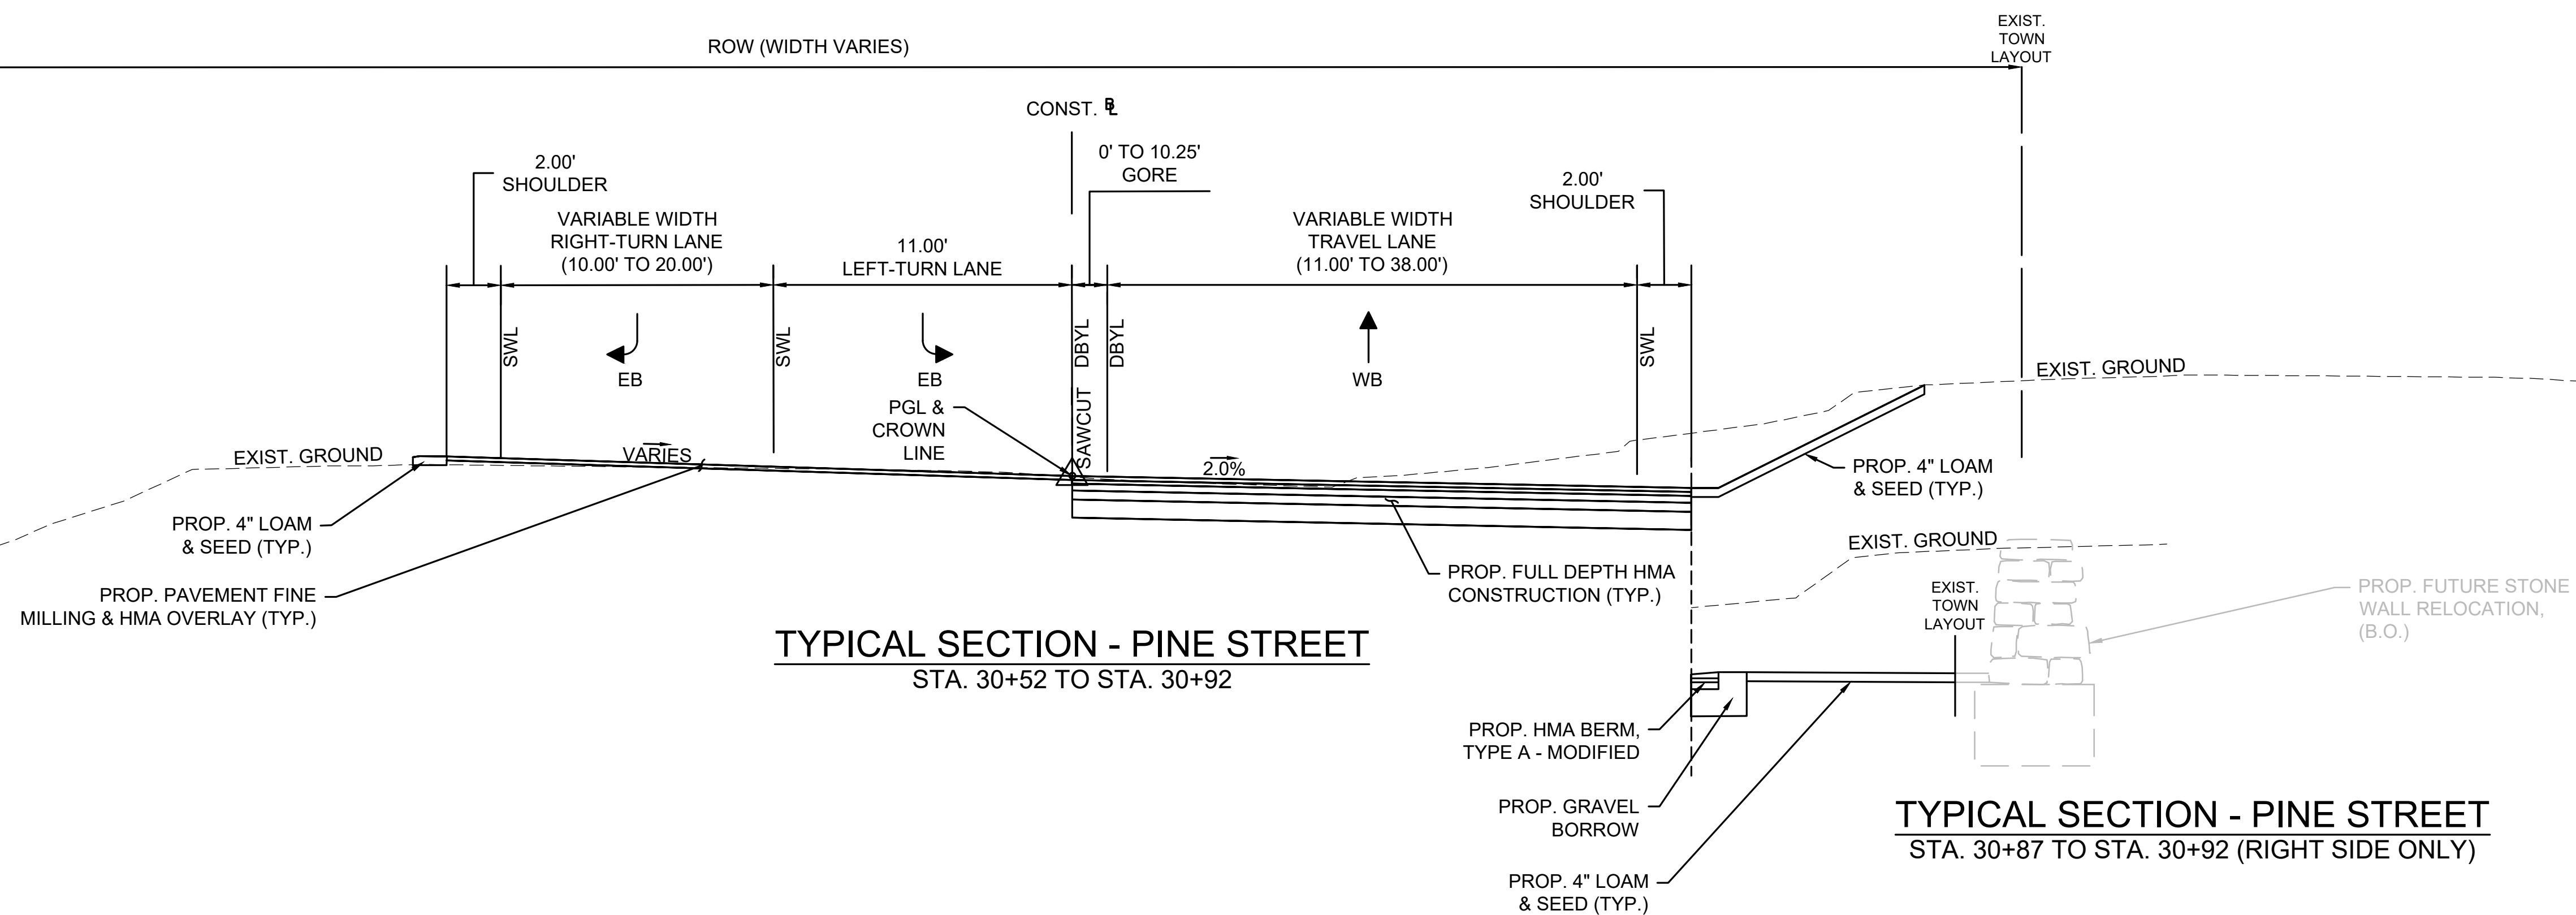 ROW (WIDTH VARIES)
EXIST.
TOWN
LAYOUT
CONST. BL
2.00'
SHOULDER
0' TO 10.25'
GORE
2.00'
SHOULDER
VARIABLE WIDTH
RIGHT-TURN LANE
(10.00' TO 20.00')
11.00'
LEFT-TURN LANE
VARIABLE WIDTH
TRAVEL LANE
(11.00' TO 38.00')
SWL
SWL
DBYL
DBYL
SWL
EB
EB
WB
PGL &
CROWN
LINE
SAWCUT
EXIST. GROUND
EXIST. GROUND
VARIES
2.0%
PROP. 4" LOAM
& SEED (TYP.)
PROP. 4" LOAM
& SEED (TYP.)
PROP. PAVEMENT FINE
MILLING & HMA OVERLAY (TYP.)
PROP. FULL DEPTH HMA
CONSTRUCTION (TYP.)
TYPICAL SECTION - PINE STREET
STA. 30+52 TO STA. 30+92
EXIST. GROUND
EXIST.
TOWN
LAYOUT
PROP. FUTURE STONE
WALL RELOCATION,
(B.O.)
PROP. HMA BERM,
TYPE A - MODIFIED
PROP. GRAVEL
BORROW
PROP. 4" LOAM
& SEED (TYP.)
TYPICAL SECTION - PINE STREET
STA. 30+87 TO STA. 30+92 (RIGHT SIDE ONLY)